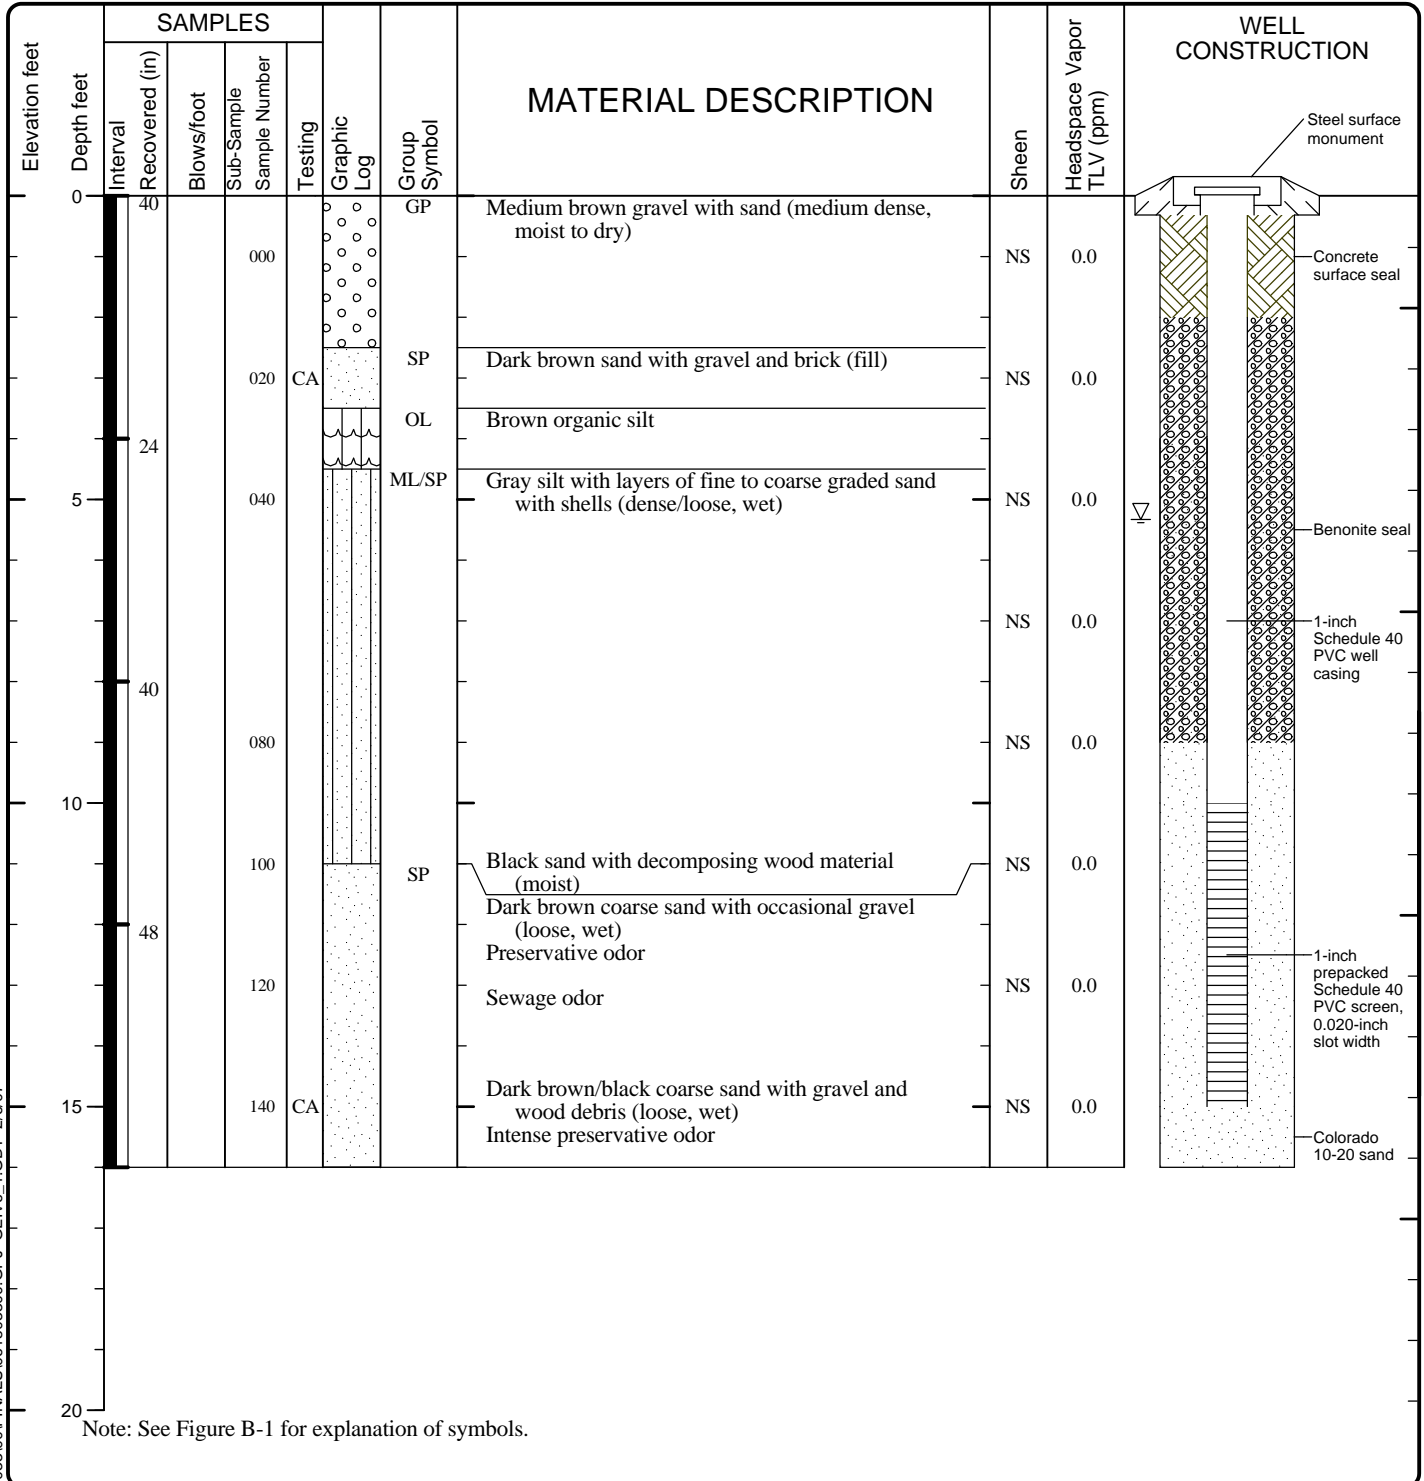 Elevation feet
Depth feet
SAMPLES
Interval
Recovered (in)
Blows/foot
Sub-Sample
Sample Number
Testing
Graphic
Log
Group
Symbol
MATERIAL DESCRIPTION
Sheen
Headspace Vapor
TLV (ppm)
WELL
CONSTRUCTION
Steel surface
monument
0
40
GP
Medium brown gravel with sand (medium dense,
moist to dry)
000
NS
0.0
Concrete
surface seal
SP
Dark brown sand with gravel and brick (fill)
020
CA
NS
0.0
OL
Brown organic silt
24
ML/SP
Gray silt with layers of fine to coarse graded sand
with shells (dense/loose, wet)
5
040
NS
0.0
Benonite seal
NS
0.0
1-inch
Schedule 40
PVC well
casing
40
080
NS
0.0
10
100
SP
Black sand with decomposing wood material
(moist)
NS
0.0
Dark brown coarse sand with occasional gravel
(loose, wet)
48
Preservative odor
120
Sewage odor
NS
0.0
1-inch
prepacked
Schedule 40
PVC screen,
0.020-inch
slot width
15
140
CA
Dark brown/black coarse sand with gravel and
wood debris (loose, wet)
Intense preservative odor
NS
0.0
Colorado
10-20 sand
20
Note: See Figure B-1 for explanation of symbols.